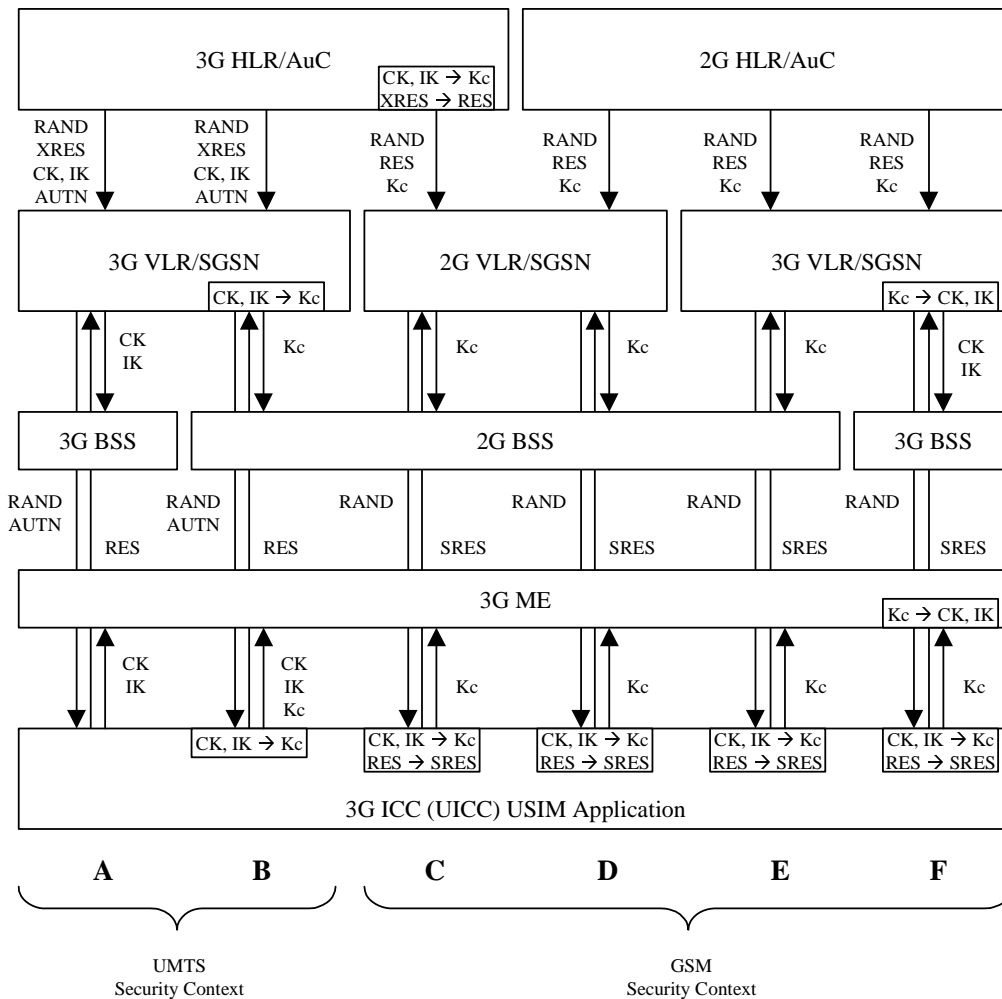 3G HLR/AuC
2G HLR/AuC
CK, IK → Kc
XRES → RES
RAND
XRES
CK, IK
AUTN
RAND
XRES
CK, IK
AUTN
RAND
RES
Kc
RAND
RES
Kc
RAND
RES
Kc
RAND
RES
Kc
3G VLR/SGSN
2G VLR/SGSN
3G VLR/SGSN
CK, IK → Kc
Kc → CK, IK
CK
IK
Kc
Kc
Kc
Kc
CK
IK
3G BSS
2G BSS
3G BSS
RAND
AUTN
RAND
AUTN
RAND
RAND
RAND
RAND
RES
RES
SRES
SRES
SRES
SRES
3G ME
Kc → CK, IK
CK
IK
CK
IK
Kc
Kc
Kc
Kc
Kc
CK, IK → Kc
CK, IK → Kc
RES → SRES
CK, IK → Kc
RES → SRES
CK, IK → Kc
RES → SRES
CK, IK → Kc
RES → SRES
3G ICC (UICC) USIM Application
A
B
C
D
E
F
UMTS
Security Context
GSM
Security Context